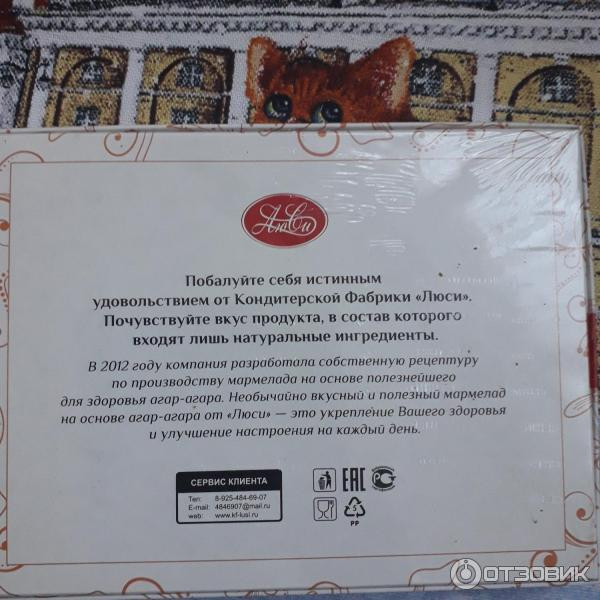 Люси
Побалуйте себя истинным
удовольствием от Кондитерской Фабрики «Люси».
Почувствуйте вкус продукта, в состав которого
входят лишь натуральные ингредиенты.
В 2012 году компания разработала собственную рецептуру
по производству мармелада на основе полезнейшего
для здоровья агар-агара. Необычайно вкусный и полезный мармелад
на основе агар-агара от «Люси» — это укрепление Вашего здоровья
и улучшение настроения на каждый день.
СЕРВИС КЛИЕНТА
Тел: 8-925-484-69-07
E-mail: 4846907@mail.ru
web: www.kf-lusi.ru
EAC
5
PP
ОТЗОВИК